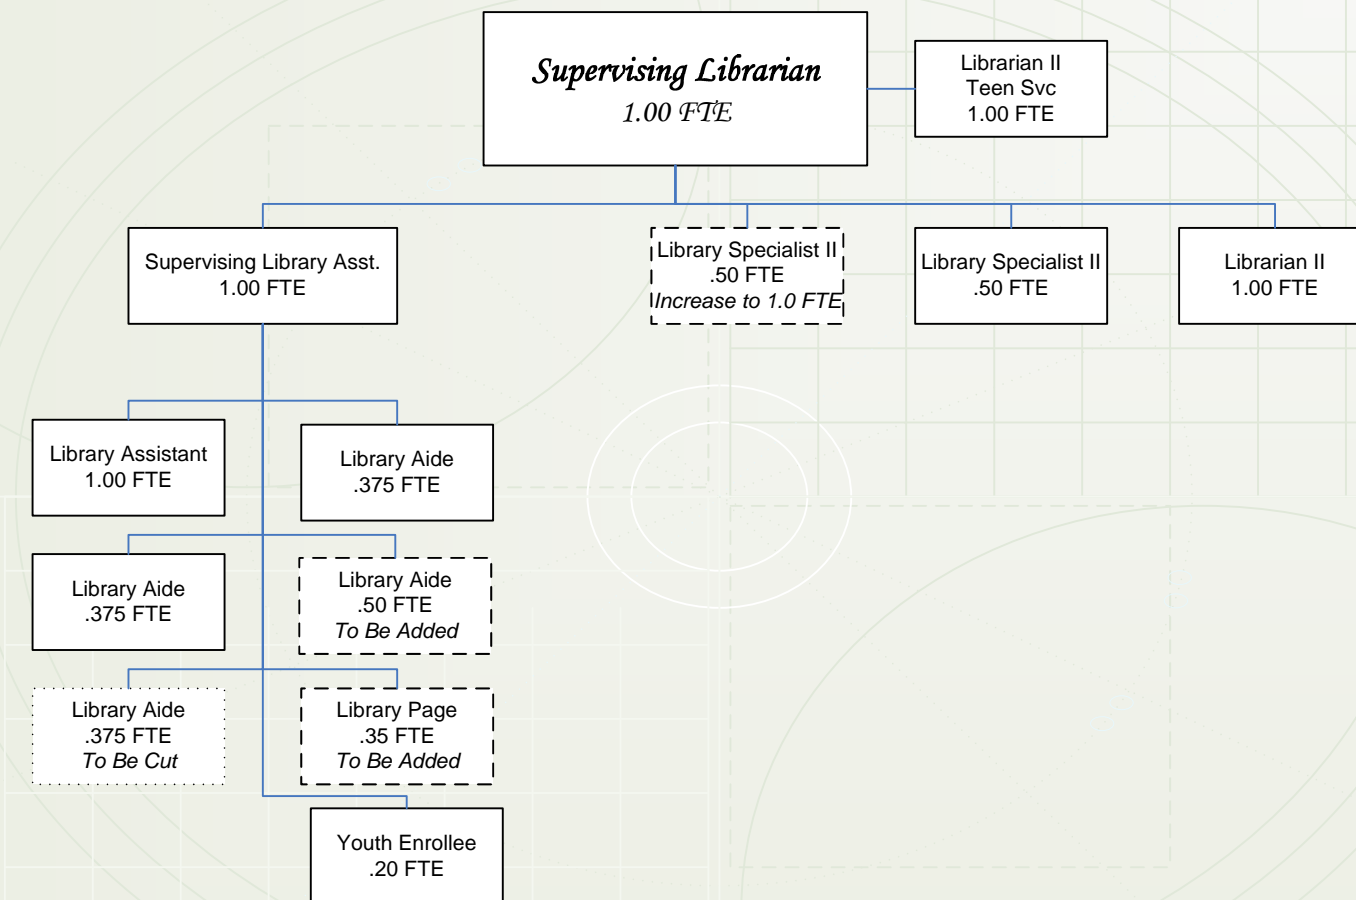 Supervising Librarian
1.00 FTE
Librarian II
Teen Svc
1.00 FTE
Supervising Library Asst.
1.00 FTE
Library Specialist II
.50 FTE
Increase to 1.0 FTE
Library Specialist II
.50 FTE
Librarian II
1.00 FTE
Library Assistant
1.00 FTE
Library Aide
.375 FTE
Library Aide
.375 FTE
Library Aide
.50 FTE
To Be Added
Library Aide
.375 FTE
To Be Cut
Library Page
.35 FTE
To Be Added
Youth Enrollee
.20 FTE